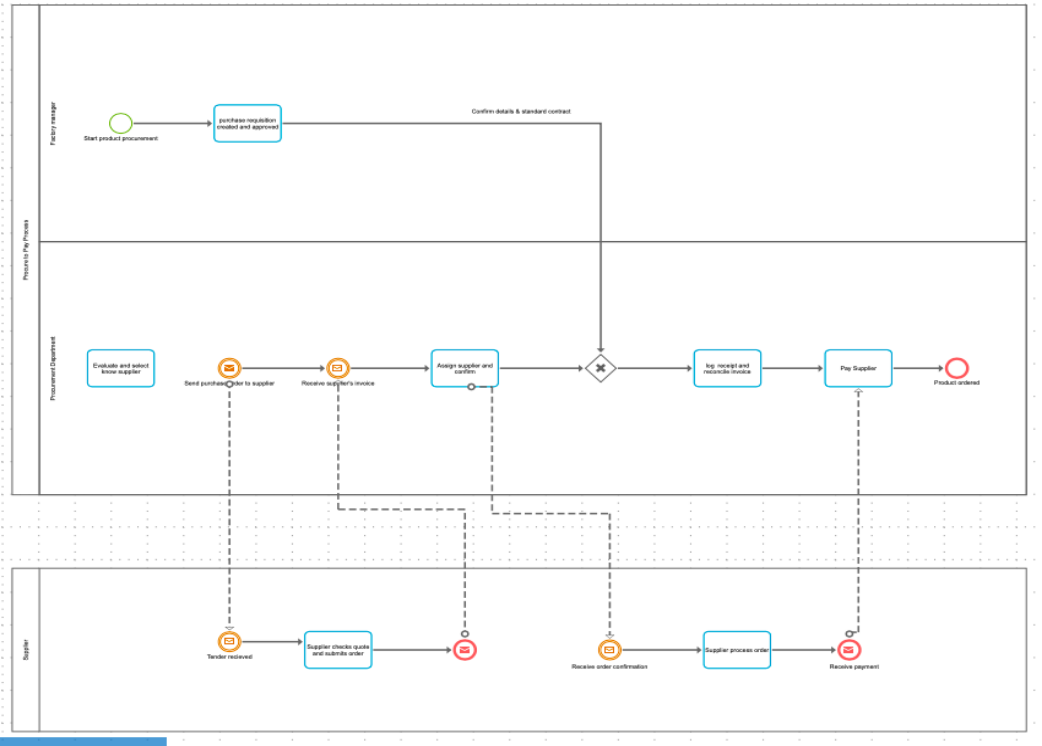 Procure to Pay Process
Factory manager
Start product procurement
purchase requisition
created and approved
Confirm details & standard contract
Procurement Department
Evaluate and select
know supplier
Send purchase order to supplier
Receive supplier's invoice
Assign supplier and
confirm
log receipt and
reconcile invoice
Pay Supplier
Product ordered
Supplier
Tender recieved
Supplier checks quote
and submits order
Receive order confirmation
Supplier process order
Receive payment